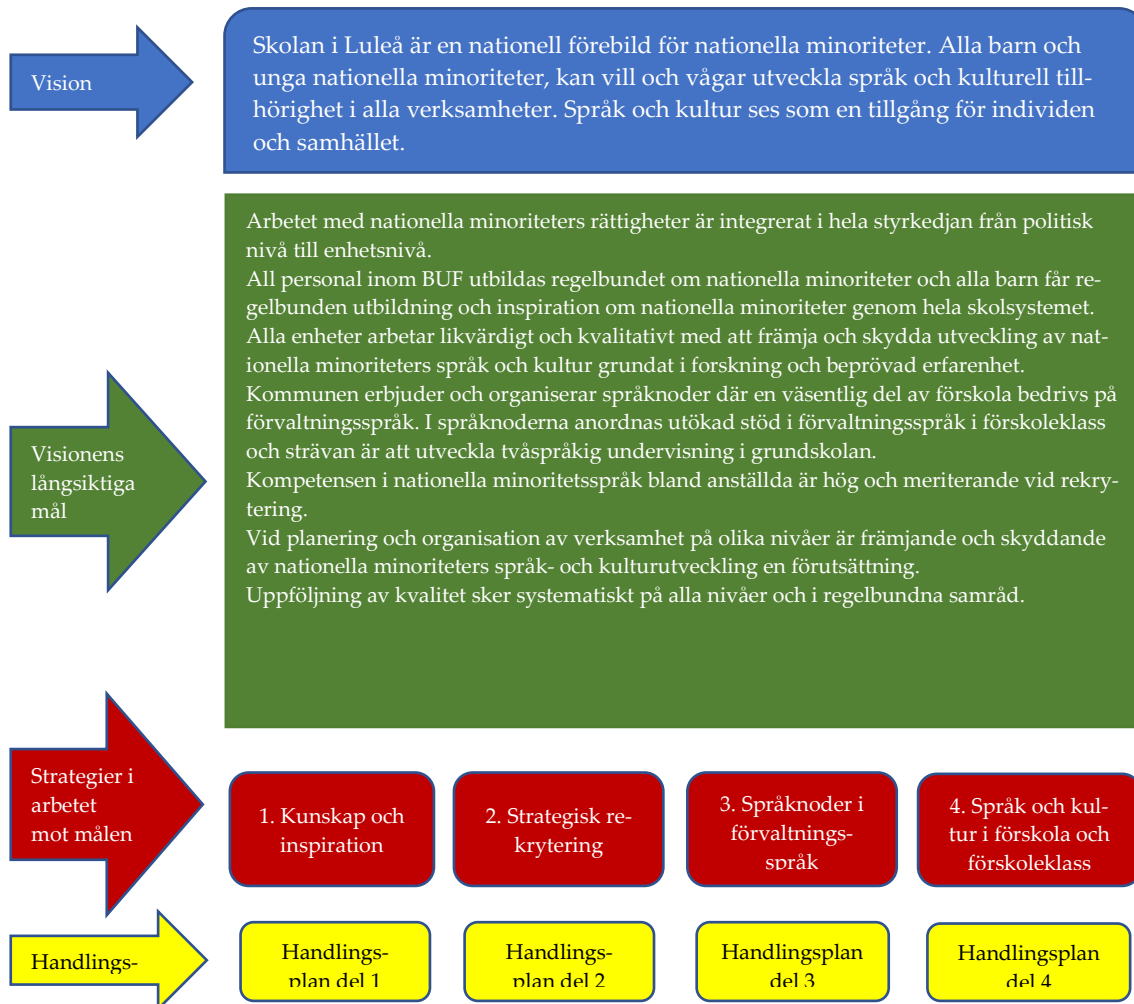 Vision
Skolan i Luleå är en nationell förebild för nationella minoriteter. Alla barn och
unga nationella minoriteter, kan vill och vågar utveckla språk och kulturell till-
hörighet i alla verksamheter. Språk och kultur ses som en tillgång för individen
och samhället.
Visionens
långsiktiga
mål
Arbetet med nationella minoriteters rättigheter är integrerat i hela styrkedjan från politisk
nivå till enhetsnivå.
All personal inom BUF utbildas regelbundet om nationella minoriteter och alla barn får re-
gelbunden utbildning och inspiration om nationella minoriteter genom hela skolsystemet.
Alla enheter arbetar likvärdigt och kvalitativt med att främja och skydda utveckling av nat-
ionella minoriteters språk och kultur grundat i forskning och beprövad erfarenhet.
Kommunen erbjuder och organiserar språknoder där en väsentlig del av förskola bedrivs på
förvaltningsspråk. I språknoderna anordnas utökad stöd i förvaltningsspråk i förskoleklass
och strävan är att utveckla tvåspråkig undervisning i grundskolan.
Kompetensen i nationella minoritetsspråk bland anställda är hög och meriterande vid rekry-
tering.
Vid planering och organisation av verksamhet på olika nivåer är främjande och skyddande
av nationella minoriteters språk- och kulturutveckling en förutsättning.
Uppföljning av kvalitet sker systematiskt på alla nivåer och i regelbundna samråd.
Strategier i
arbetet
mot målen
1. Kunskap och
inspiration
2. Strategisk re-
krytering
3. Språknoder i
förvaltnings-
språk
4. Språk och kul-
tur i förskola och
förskoleklass
Handlings-
Handlings-
plan del 1
Handlings-
plan del 2
Handlingsplan
del 3
Handlingsplan
del 4